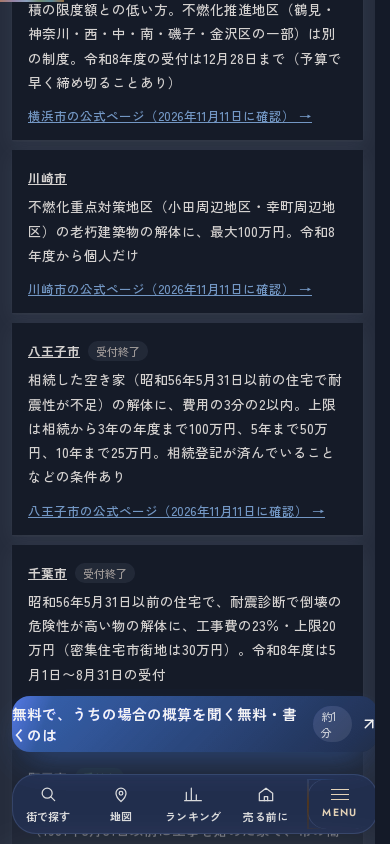 積の限度額との低い方。不燃化推進地区（鶴見・
神奈川・西・中・南・磯子・金沢区の一部）は別
の制度。令和8年度の受付は12月28日まで（予算で
早く締め切ることあり）
横浜市の公式ページ（2026年11月11日に確認） →
川崎市
不燃化重点対策地区（小田周辺地区・幸町周辺地
区）の老朽建築物の解体に、最大100万円。令和8
年度から個人だけ
川崎市の公式ページ（2026年11月11日に確認） →
八王子市 受付終了
相続した空き家（昭和56年5月31日以前の住宅で耐
震性が不足）の解体に、費用の3分の2以内。上限
は相続から3年の年度まで100万円、5年まで50万
円、10年まで25万円。相続登記が済んでいること
などの条件あり
八王子市の公式ページ（2026年11月11日に確認） →
千葉市 受付終了
昭和56年5月31日以前の住宅で、耐震診断で倒壊の
危険性が高い物の解体に、工事費の23％・上限20
万円（密集住宅市街地は30万円）。令和8年度は5
月1日〜8月31日の受付
無料で、うちの場合の概算を聞く無料・書
くのは
約1
分
街で探す 地図 ランキング 売る前に MENU